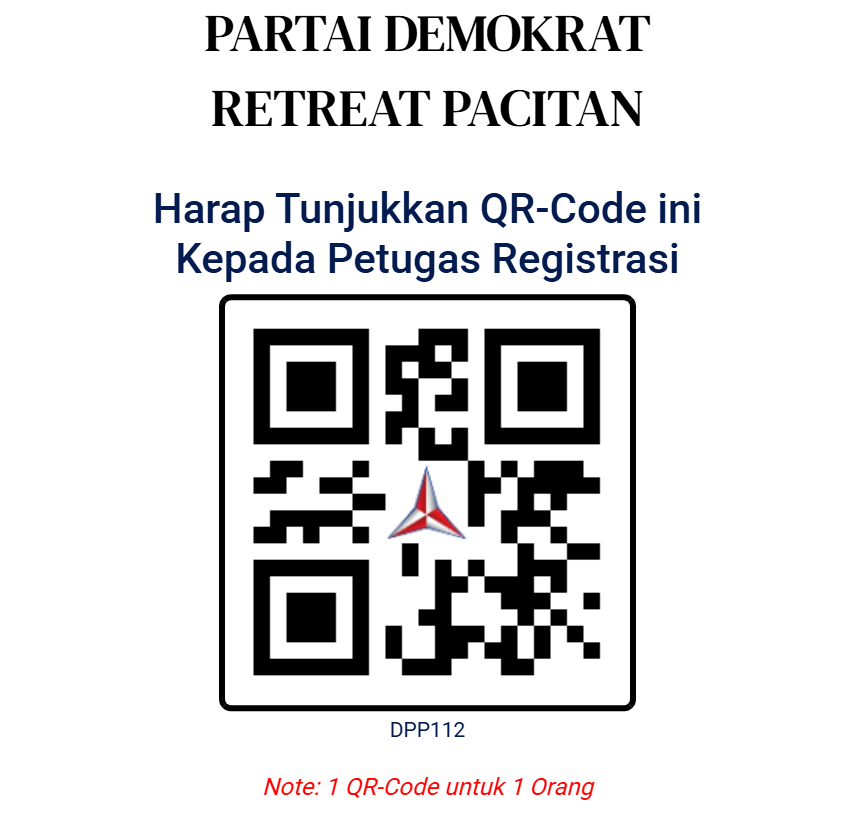 PARTAI DEMOKRAT
RETREAT PACITAN
Harap Tunjukkan QR-Code ini
Kepada Petugas Registrasi
DPP112
Note: 1 QR-Code untuk 1 Orang